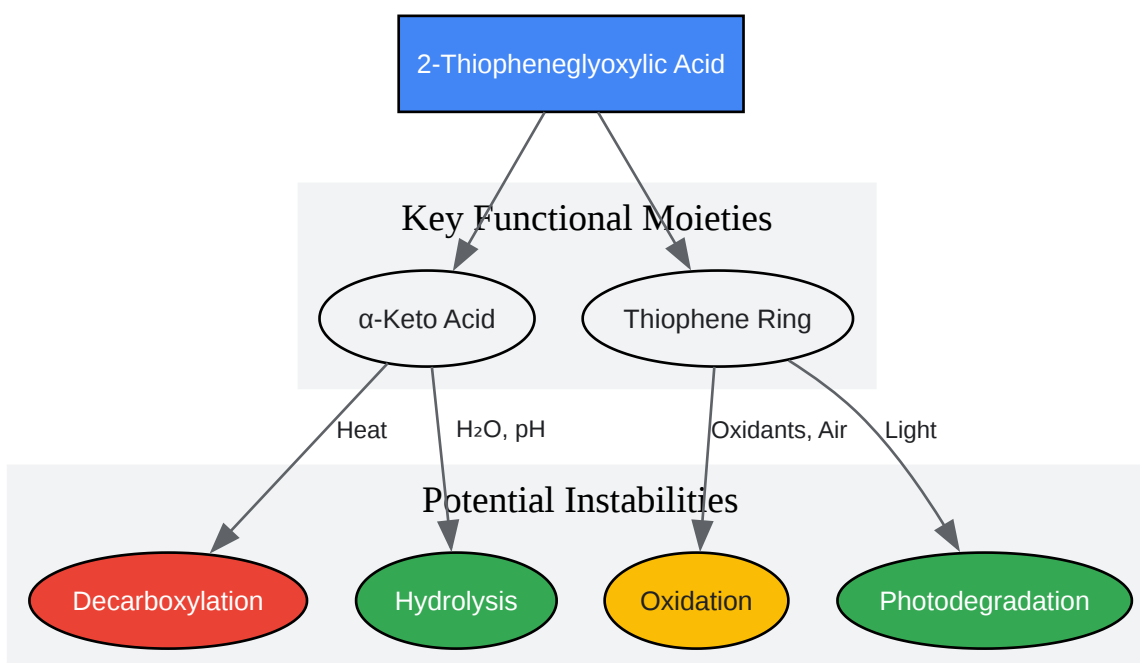 2-Thiopheneglyoxylic Acid
Key Functional Moieties
α-Keto Acid
Thiophene Ring
Heat
H₂O, pH
Oxidants, Air
Light
Potential Instabilities
Decarboxylation
Hydrolysis
Oxidation
Photodegradation